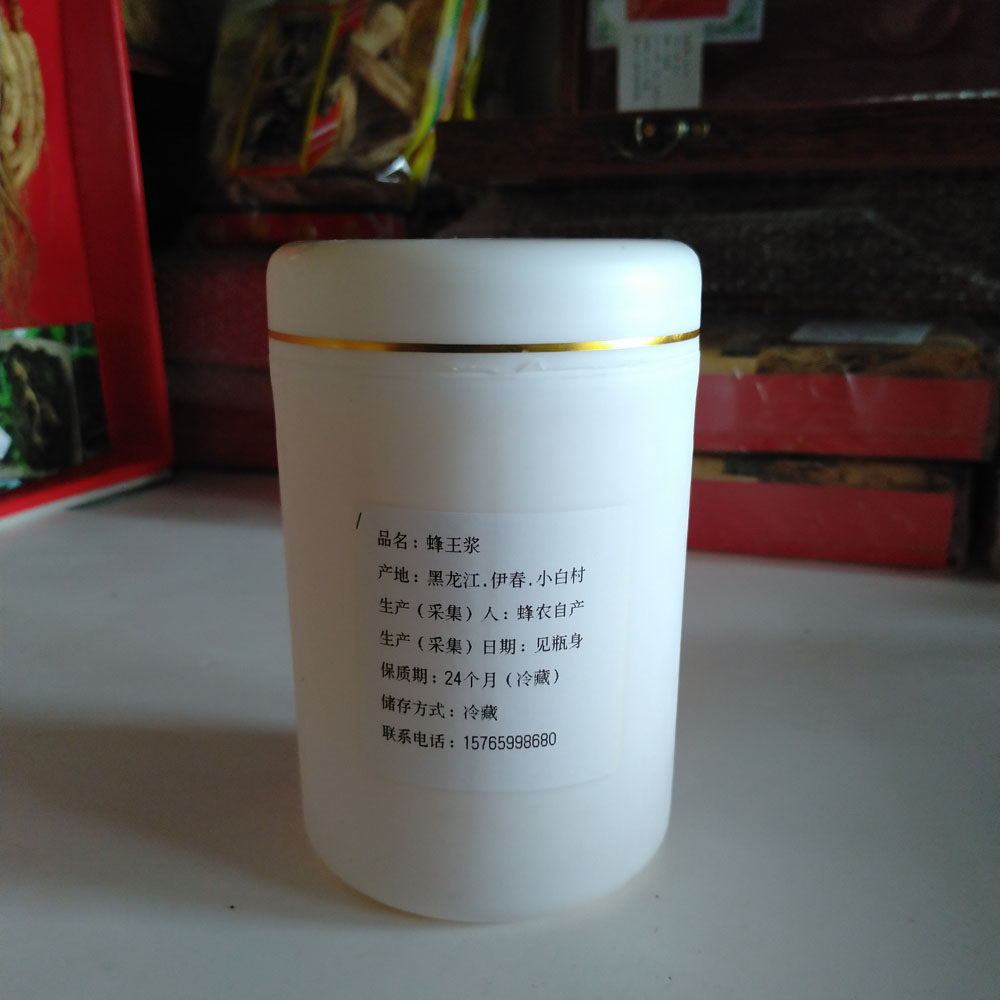 品名：蜂王浆
产地：黑龙江.伊春.小白村
生产（采集）人：蜂农自产
生产（采集）日期：见瓶身
保质期：24个月（冷藏）
储存方式：冷藏
联系电话：15765998680